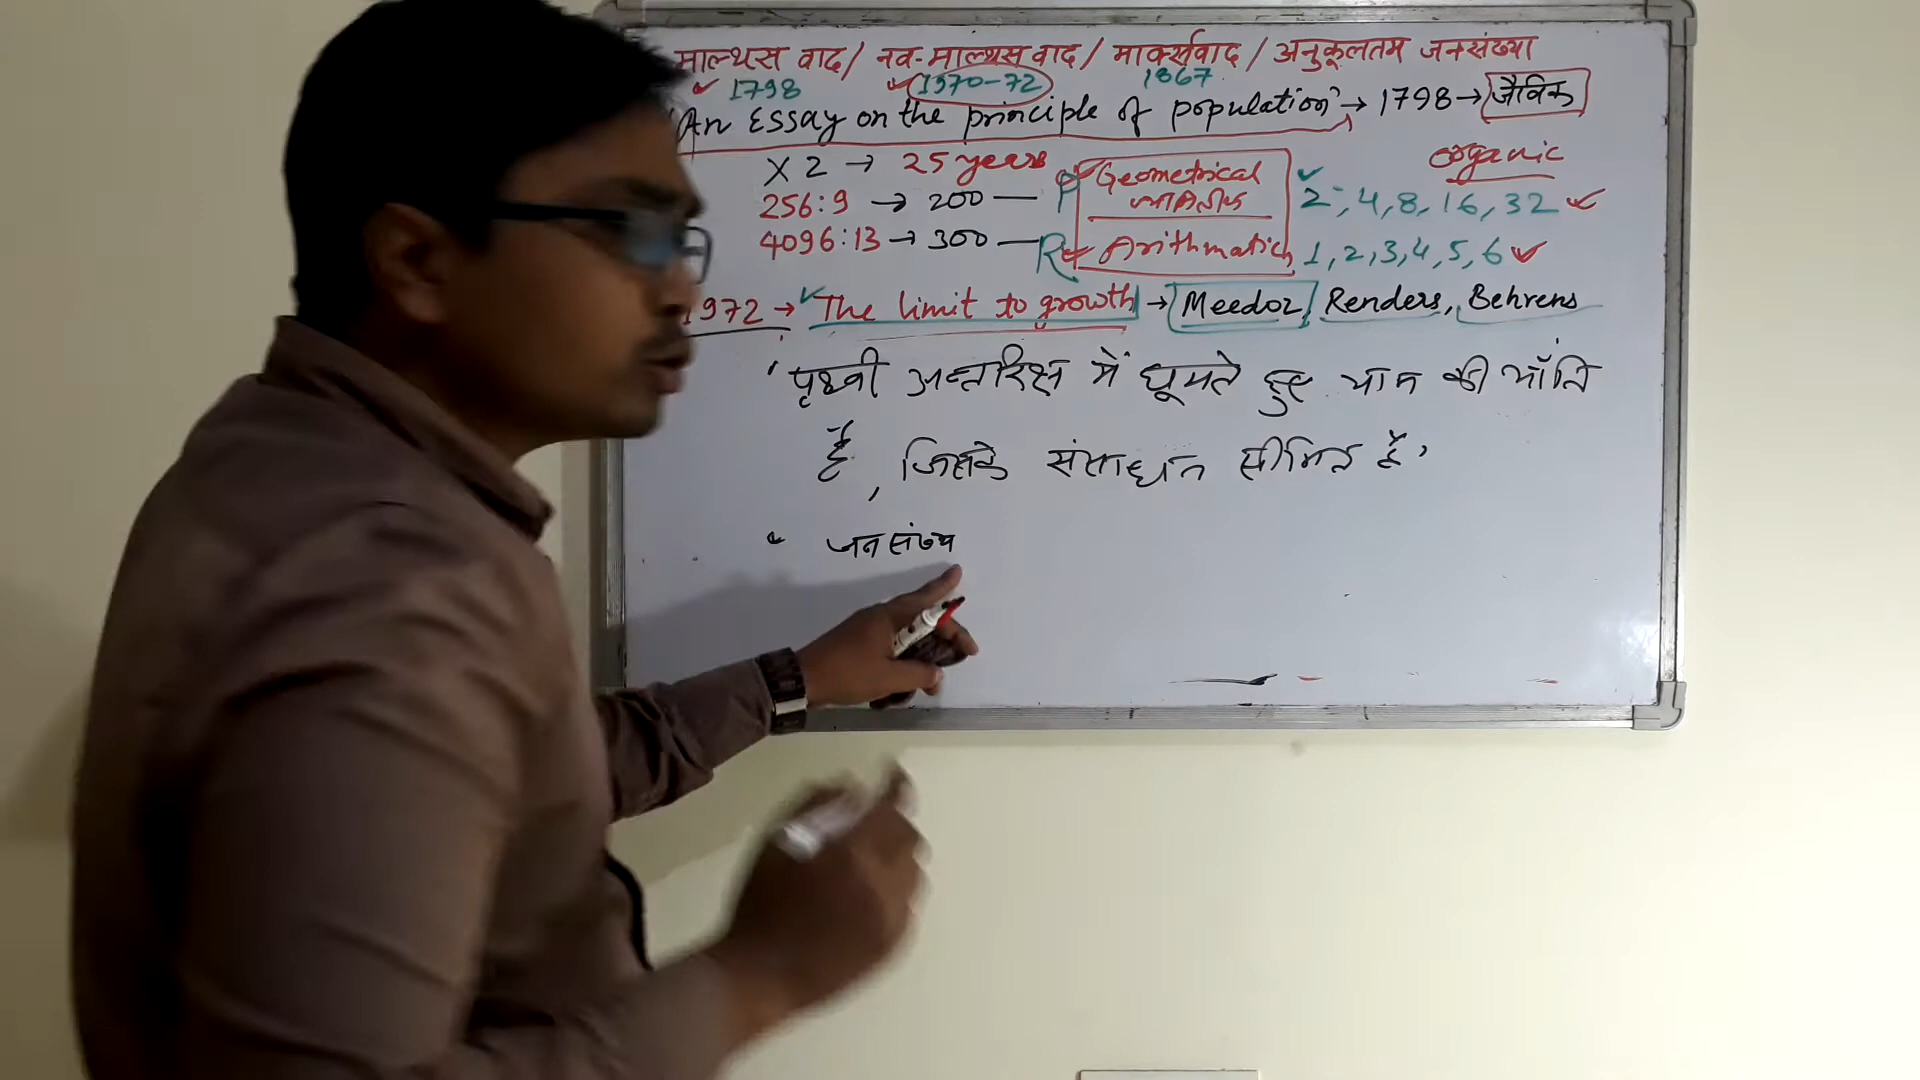 माल्थस वाद / नव-माल्थस वाद / मार्क्सवाद / अनुकूलतम जनसंख्या
1798 1970-72 1867
"An Essay on the principle of population" → 1798 → जैविक
X 2 → 25 years Geometrical organic
256:9 → 200 — P ज्यामितीय 2, 4, 8, 16, 32
4096:13 → 300 — R Arithmatich 1, 2, 3, 4, 5, 6
1972 → The limit to growth → Meedoz, Renders, Behrens
'पृथ्वी अन्तरिक्ष में घूमते हुए यान की भाँति
है, जिसके संसाधन सीमित है'
जनसंख्य